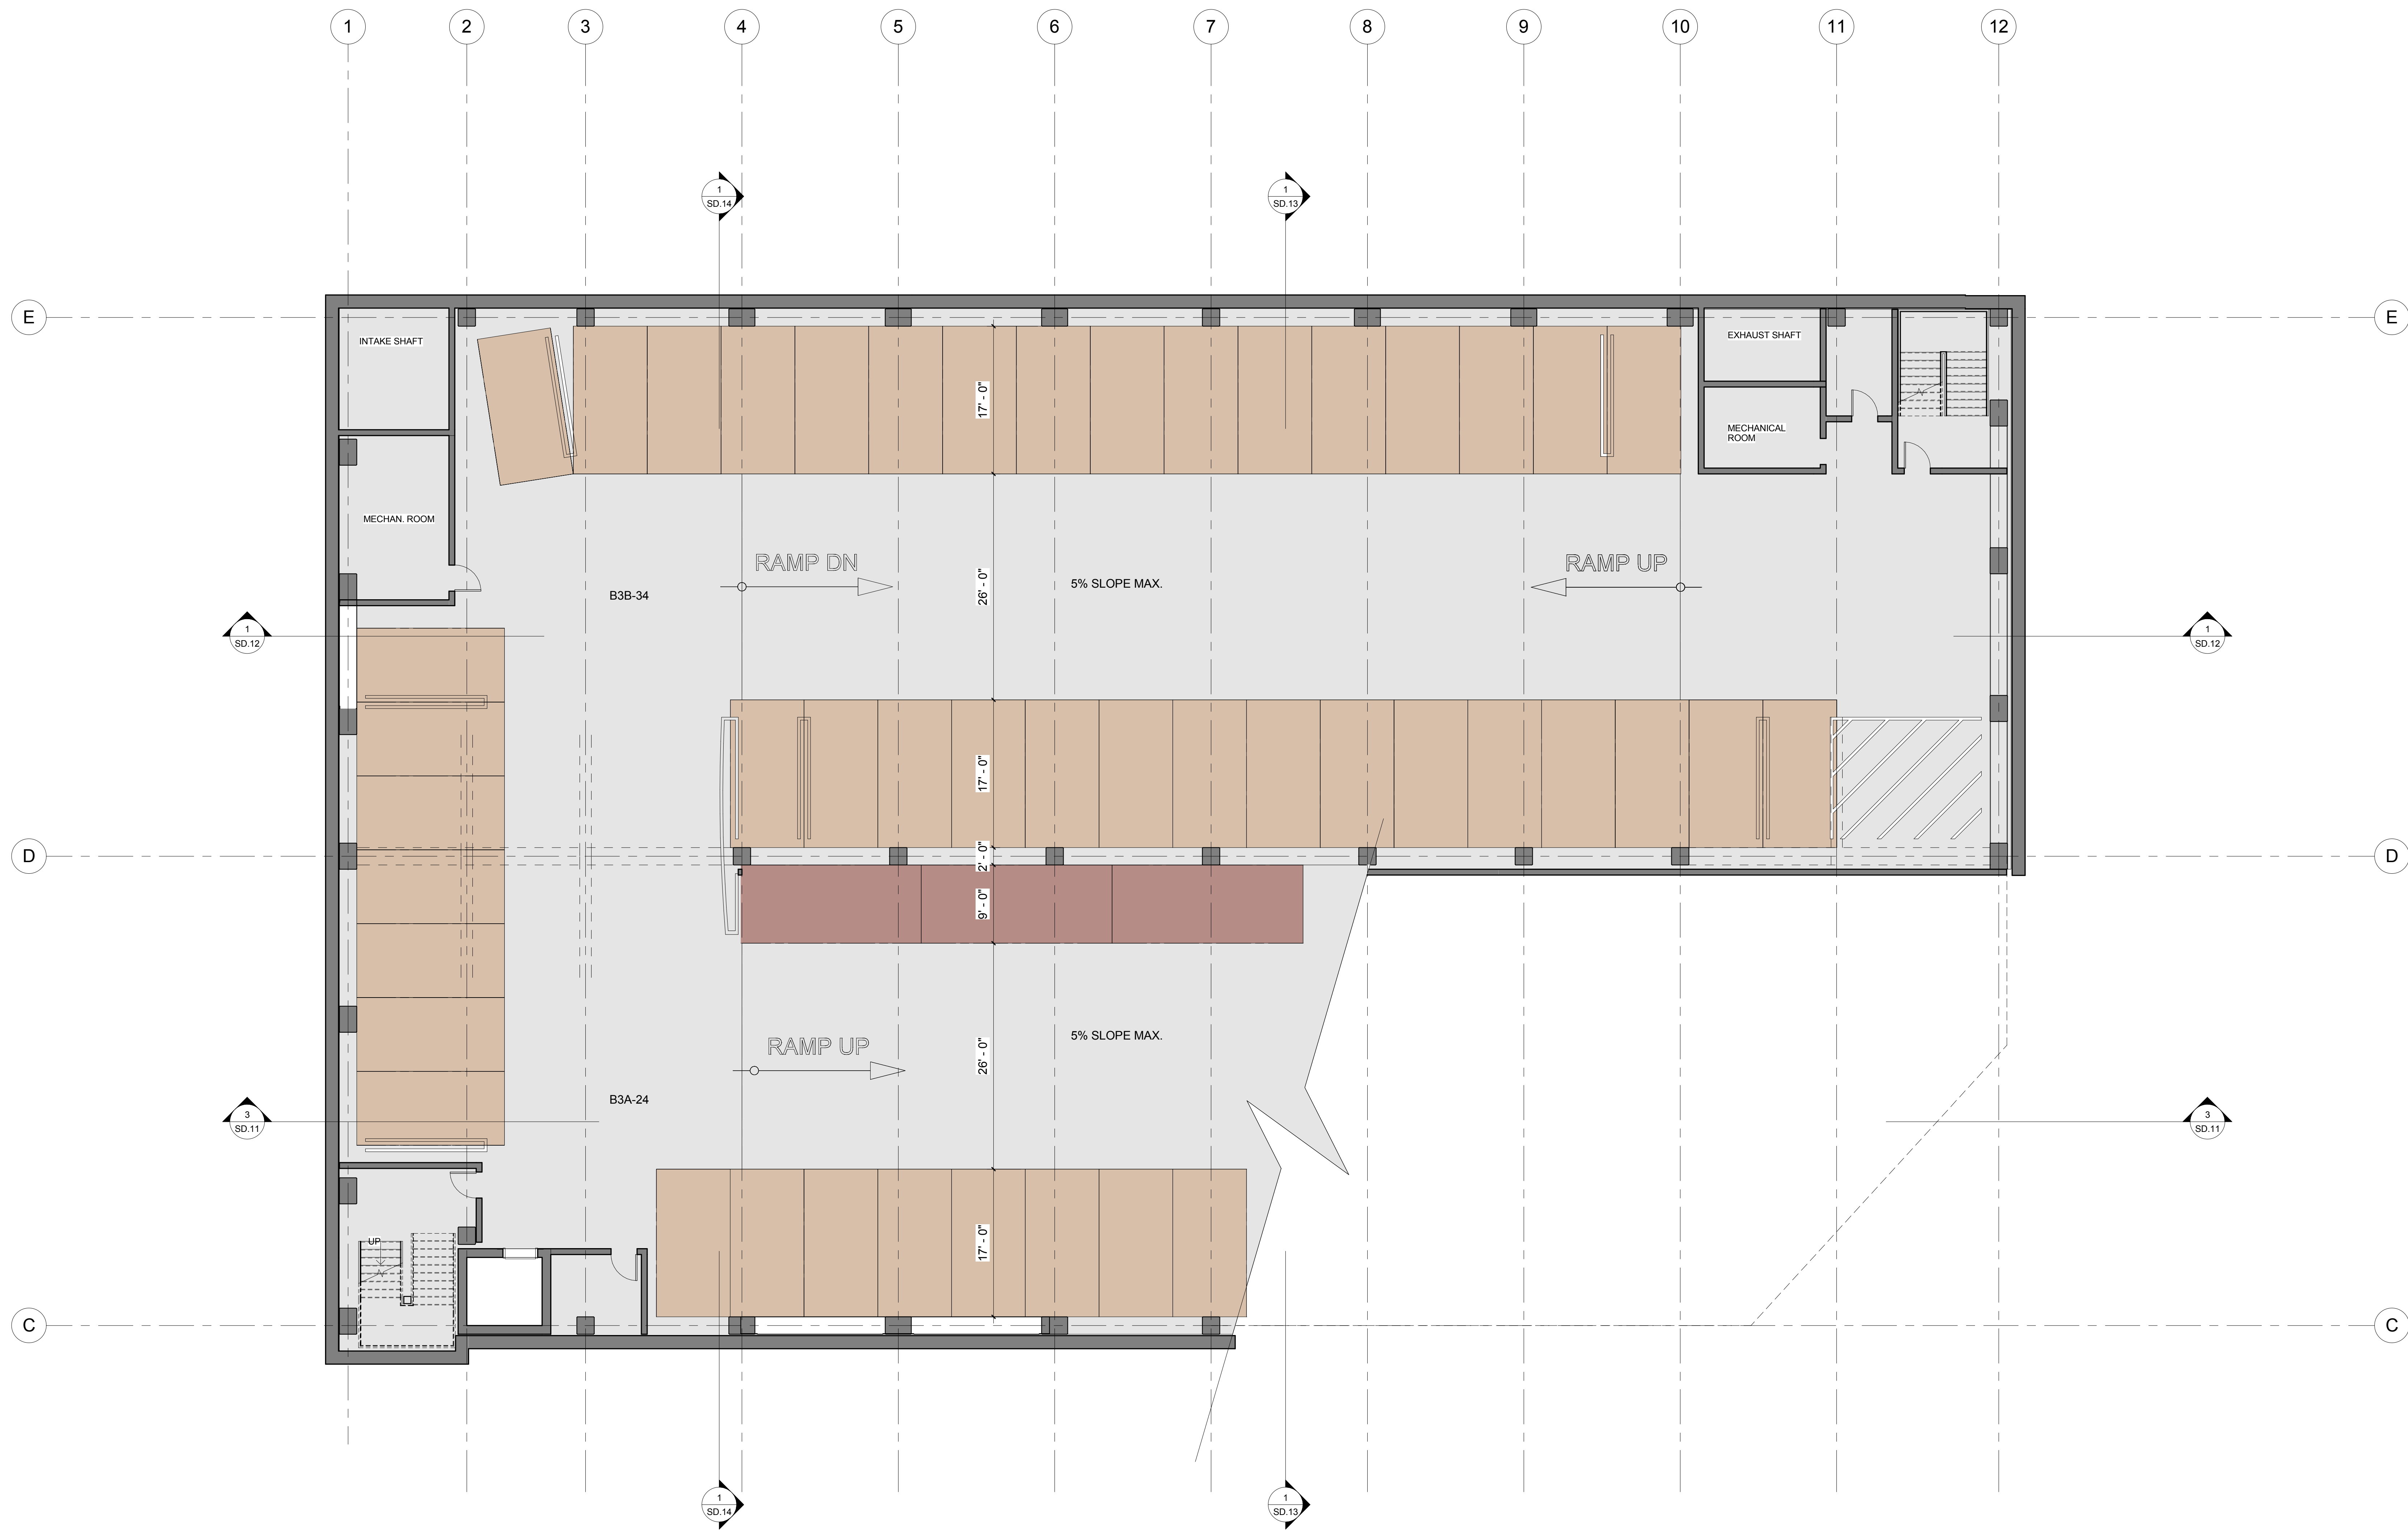 1 2 3 4 5 6 7 8 9 10 11 12
1
SD.14
1
SD.13
E E
INTAKE SHAFT
EXHAUST SHAFT
17' - 0"
MECHANICAL
ROOM
MECHAN. ROOM
RAMP DN
RAMP UP
26' - 0"
5% SLOPE MAX.
B3B-34
1
SD.12
1
SD.12
17' - 0"
D D
2' - 0"
9' - 0"
5% SLOPE MAX.
RAMP UP
26' - 0"
B3A-24
3
SD.11
3
SD.11
UP
17' - 0"
C C
1
SD.14
1
SD.13